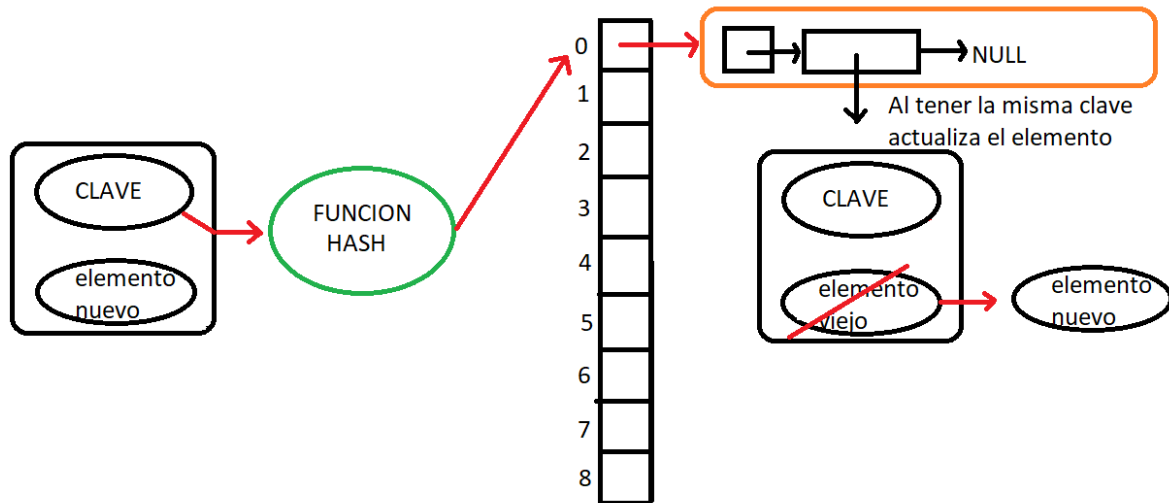 CLAVE
elemento
nuevo
FUNCION
HASH
0
1
2
3
4
5
6
7
8
NULL
Al tener la misma clave
actualiza el elemento
CLAVE
elemento
viejo
elemento
nuevo